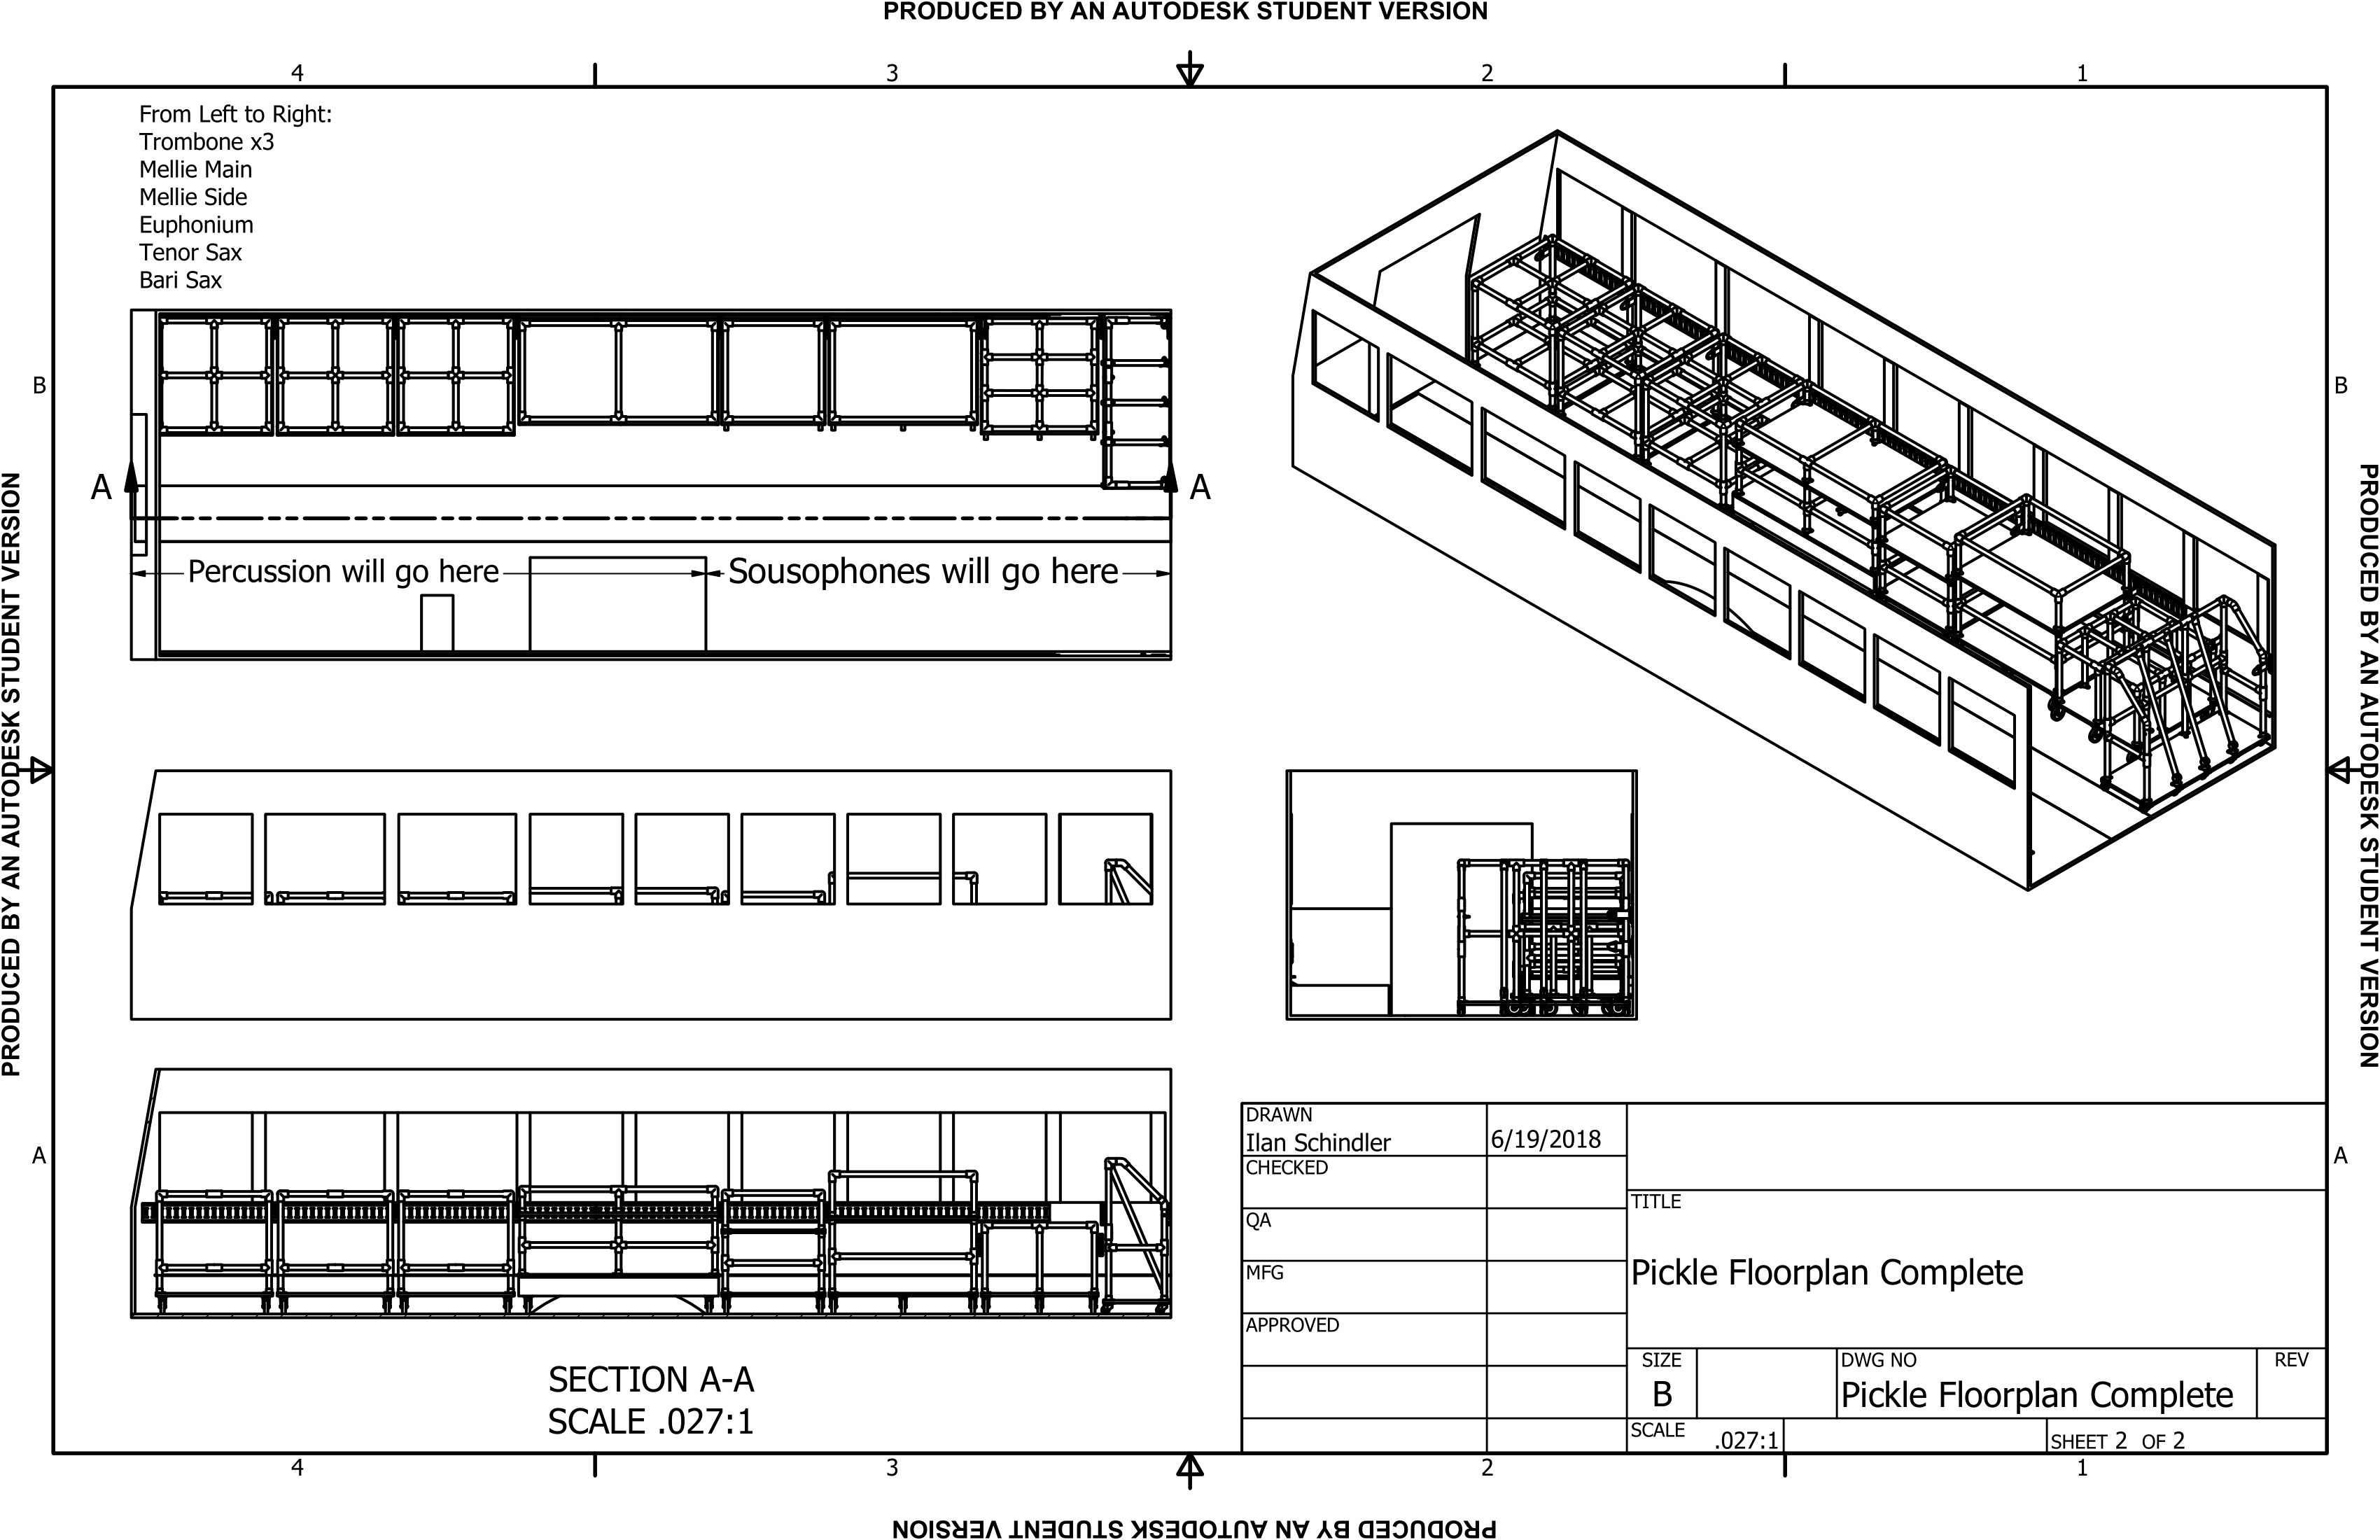 PRODUCED BY AN AUTODESK STUDENT VERSION
4 3 2 1
From Left to Right:
Trombone x3
Mellie Main
Mellie Side
Euphonium
Tenor Sax
Bari Sax
B B
A A
Percussion will go here Sousophones will go here
PRODUCED BY AN AUTODESK STUDENT VERSION
PRODUCED BY AN AUTODESK STUDENT VERSION
A A
SECTION A-A
SCALE .027:1
DRAWN
Ilan Schindler 6/19/2018
CHECKED
QA
MFG
APPROVED
TITLE
Pickle Floorplan Complete
SIZE
B
DWG NO
Pickle Floorplan Complete
REV
SCALE .027:1
SHEET 2 OF 2
4 3 2 1
PRODUCED BY AN AUTODESK STUDENT VERSION